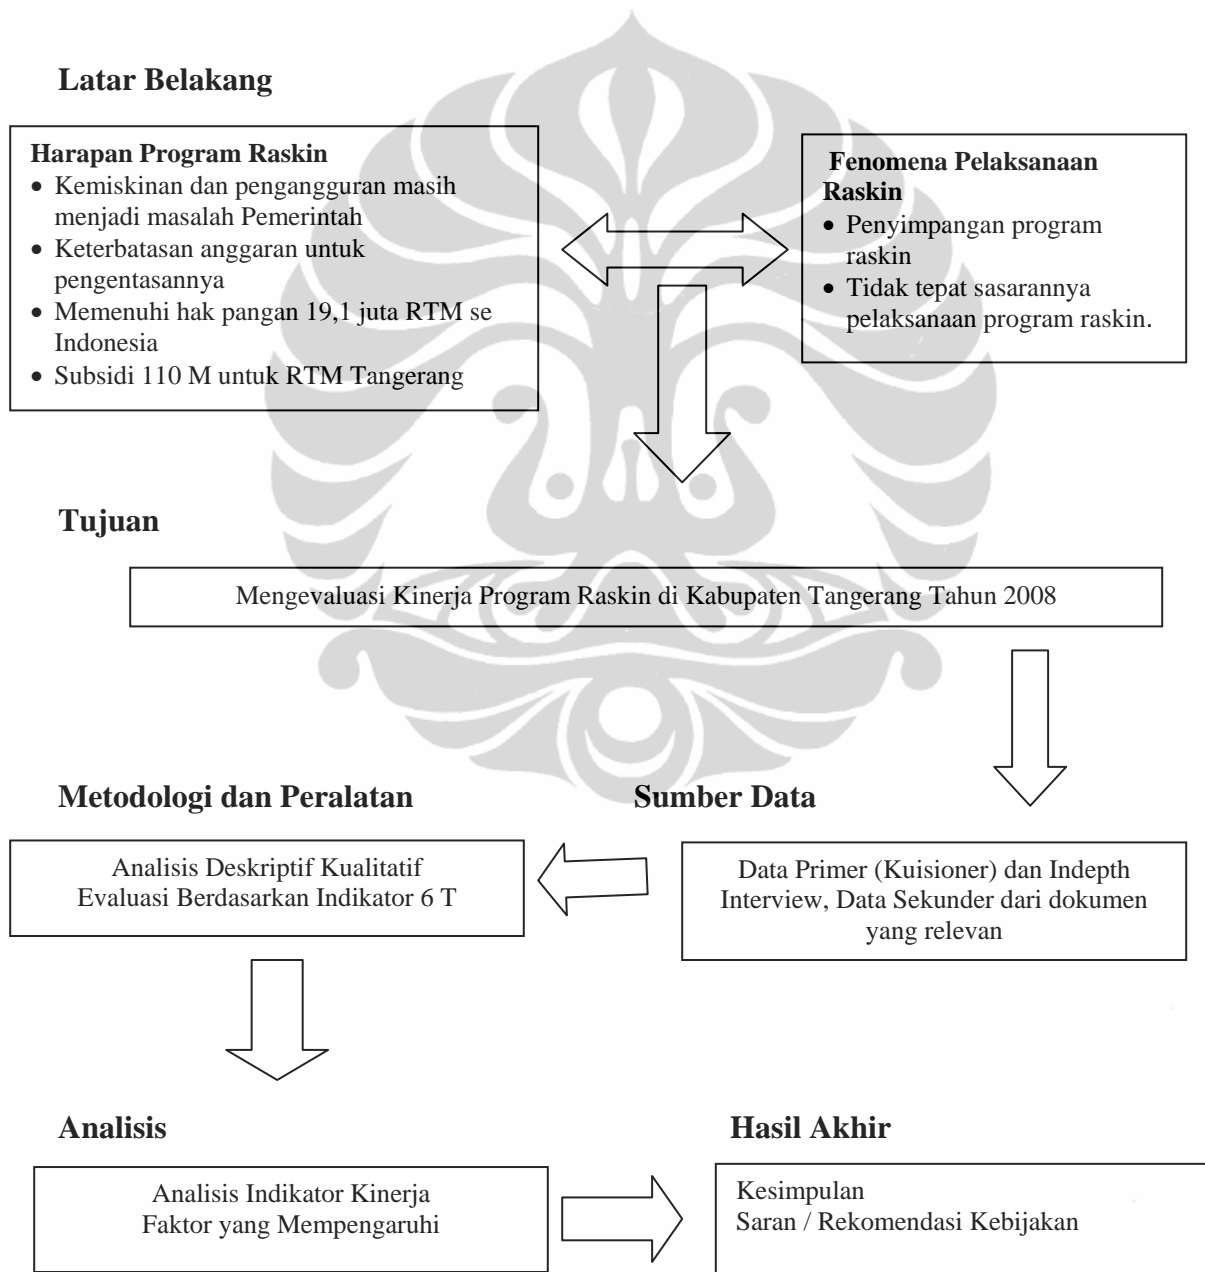 Latar Belakang
Harapan Program Raskin
• Kemiskinan dan pengangguran masih
menjadi masalah Pemerintah
• Keterbatasan anggaran untuk
pengentasannya
• Memenuhi hak pangan 19,1 juta RTM se
Indonesia
• Subsidi 110 M untuk RTM Tangerang
Fenomena Pelaksanaan
Raskin
• Penyimpangan program
raskin
• Tidak tepat sasarannya
pelaksanaan program raskin.
Tujuan
Mengevaluasi Kinerja Program Raskin di Kabupaten Tangerang Tahun 2008
Metodologi dan Peralatan
Sumber Data
Analisis Deskriptif Kualitatif
Evaluasi Berdasarkan Indikator 6 T
Data Primer (Kuisioner) dan Indepth
Interview, Data Sekunder dari dokumen
yang relevan
Analisis
Hasil Akhir
Analisis Indikator Kinerja
Faktor yang Mempengaruhi
Kesimpulan
Saran / Rekomendasi Kebijakan